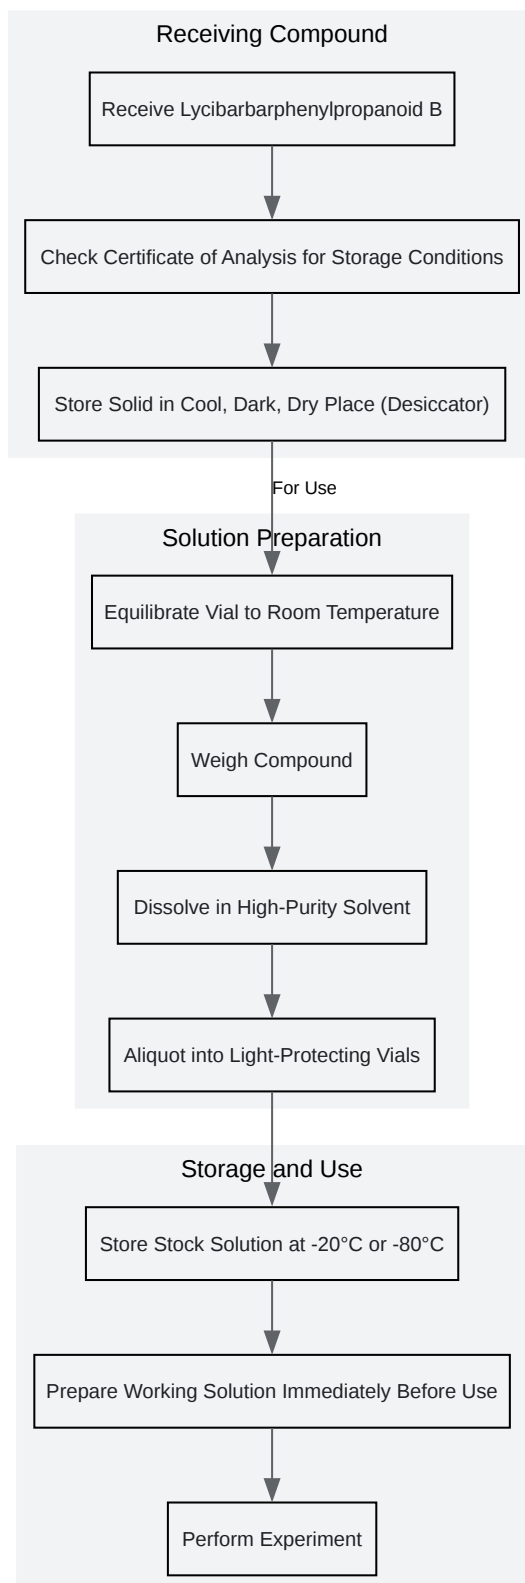 Receiving Compound
Receive Lycibarbarphenylpropanoid B
Check Certificate of Analysis for Storage Conditions
Store Solid in Cool, Dark, Dry Place (Desiccator)
For Use
Solution Preparation
Equilibrate Vial to Room Temperature
Weigh Compound
Dissolve in High-Purity Solvent
Aliquot into Light-Protecting Vials
Storage and Use
Store Stock Solution at -20°C or -80°C
Prepare Working Solution Immediately Before Use
Perform Experiment